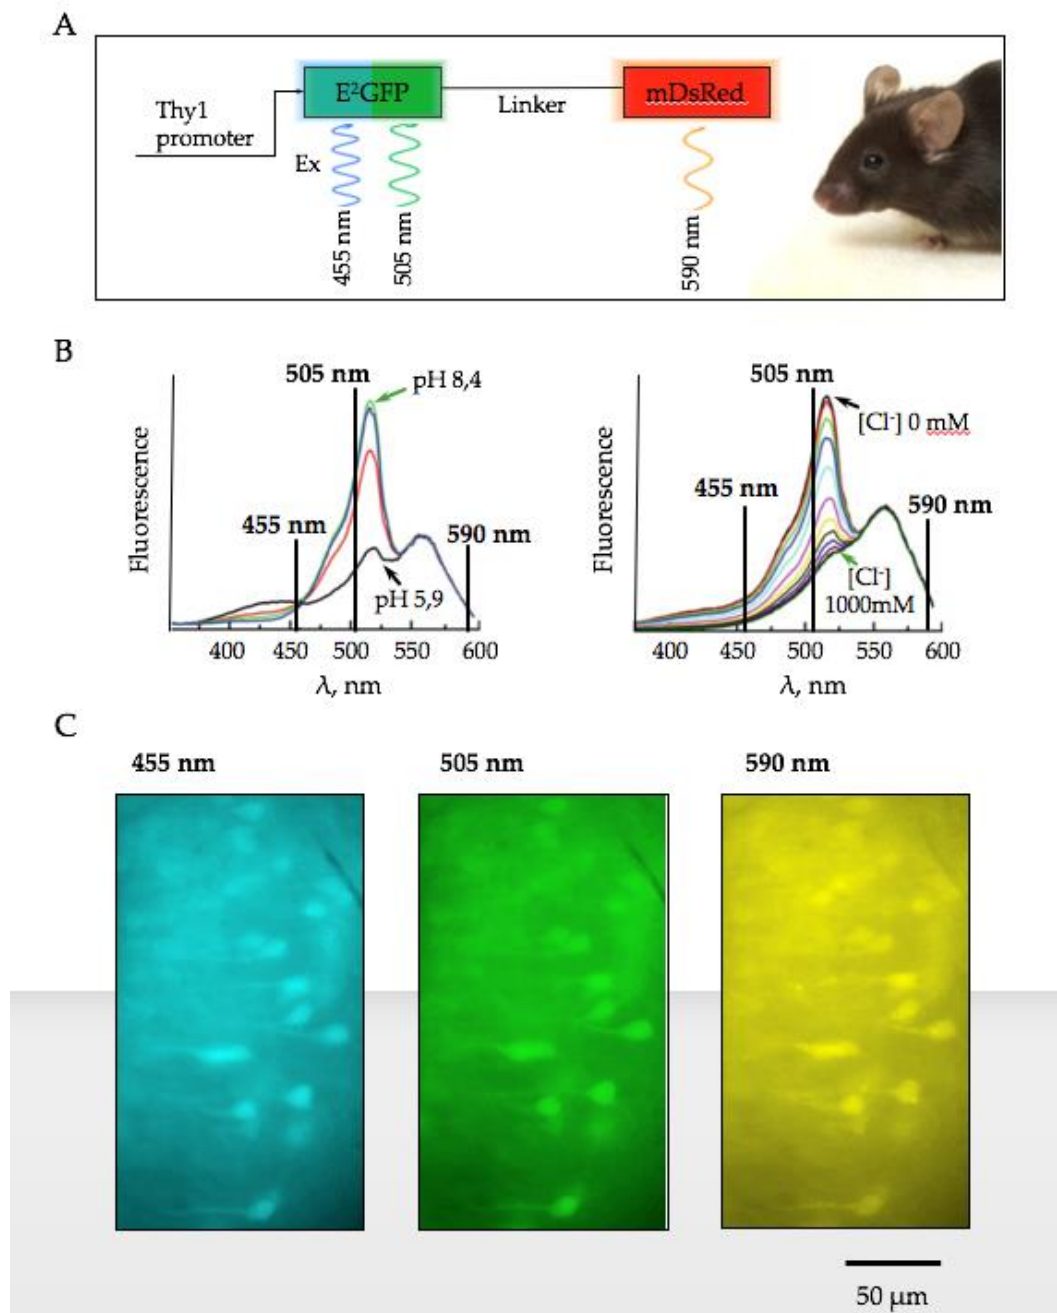 A
Thy1
promoter
E²GFP
Linker
mDsRed
Ex
455 nm
505 nm
590 nm
B
505 nm
pH 8,4
455 nm
590 nm
pH 5,9
Fluorescence
400 450 500 550 600
λ, nm
505 nm
[Cl⁻] 0 mM
455 nm
590 nm
[Cl⁻]
1000mM
Fluorescence
400 450 500 550 600
λ, nm
C
455 nm
505 nm
590 nm
50 µm